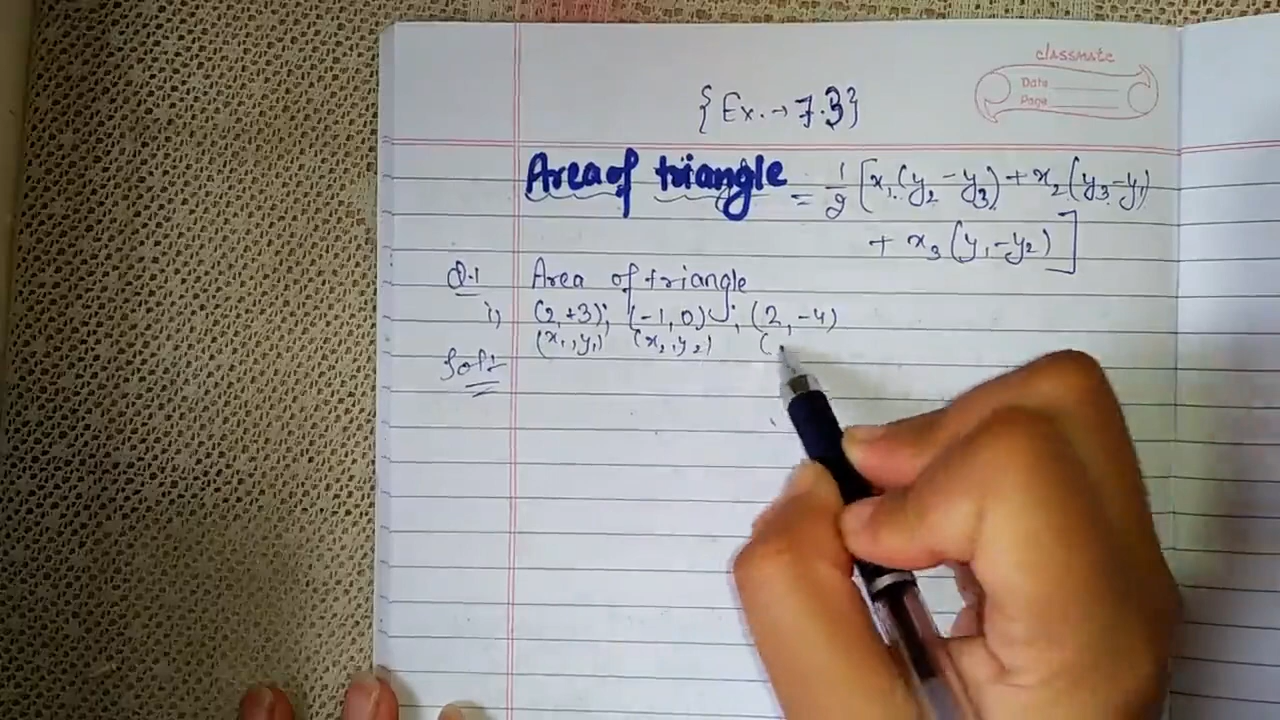 classmate
Date
Page
{Ex.→7.3}
Area of triangle = 1/2 [x₁(y₂-y₃) + x₂(y₃-y₁)
+ x₃(y₁-y₂)]
Q.1 Area of triangle
i, (2,+3); (-1,0); (2,-4)
(x₁,y₁) (x₂,y₂) (
Sol: